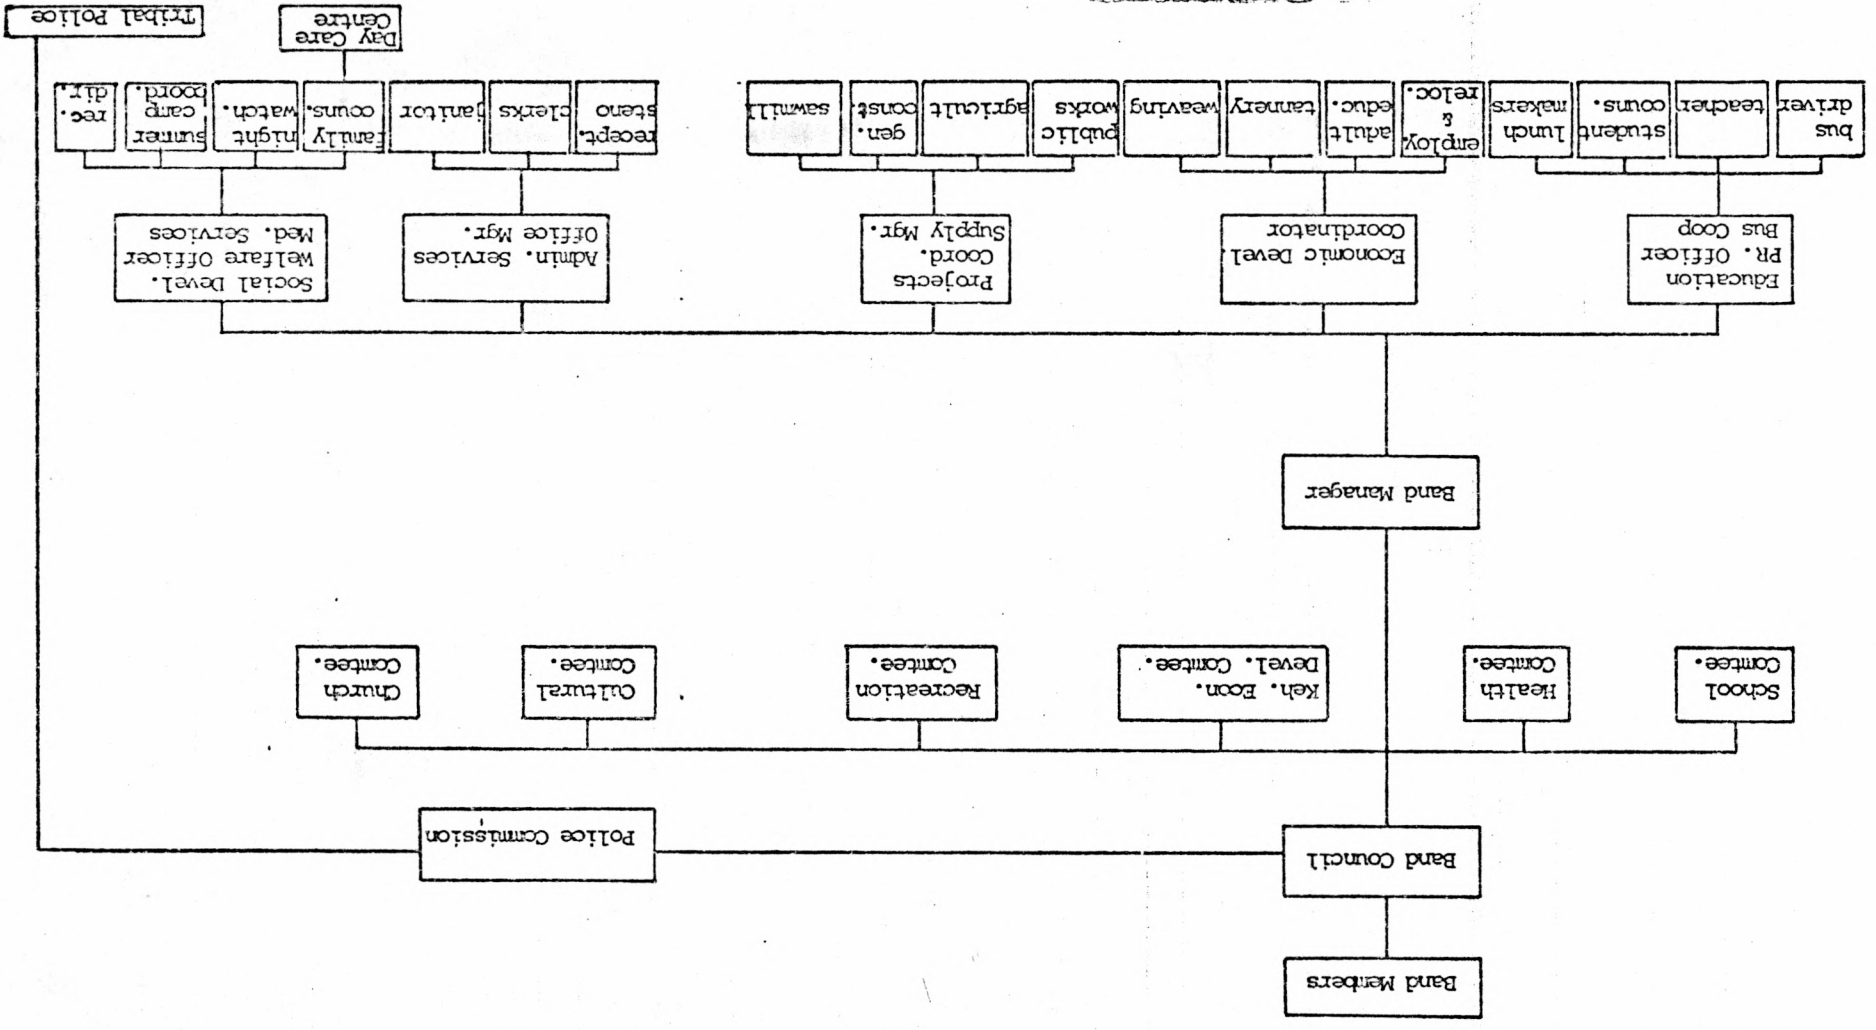 Band Members
Band Council
Police Commission
School
Comtee.
Health
Comtee.
Keh. Econ.
Devel. Comtee.
Recreation
Comtee.
Cultural
Comtee.
Church
Comtee.
Band Manager
Education
PR. Officer
Bus Coop
Economic Devel.
Coordinator
Projects
Coord.
Supply Mgr.
Admin. Services
Office Mgr.
Social Devel.
Welfare Officer
Med. Services
bus
driver
teacher
student
couns.
lunch
makers
employ.
&
reloc.
adult
educ.
tannery
weaving
public
works
agricult
gen.
const.
sawmill
recept.
steno
clerks
janitor
family
couns.
night
watch.
summer
camp
coord.
rec.
dir.
Day Care
Centre
Tribal Police